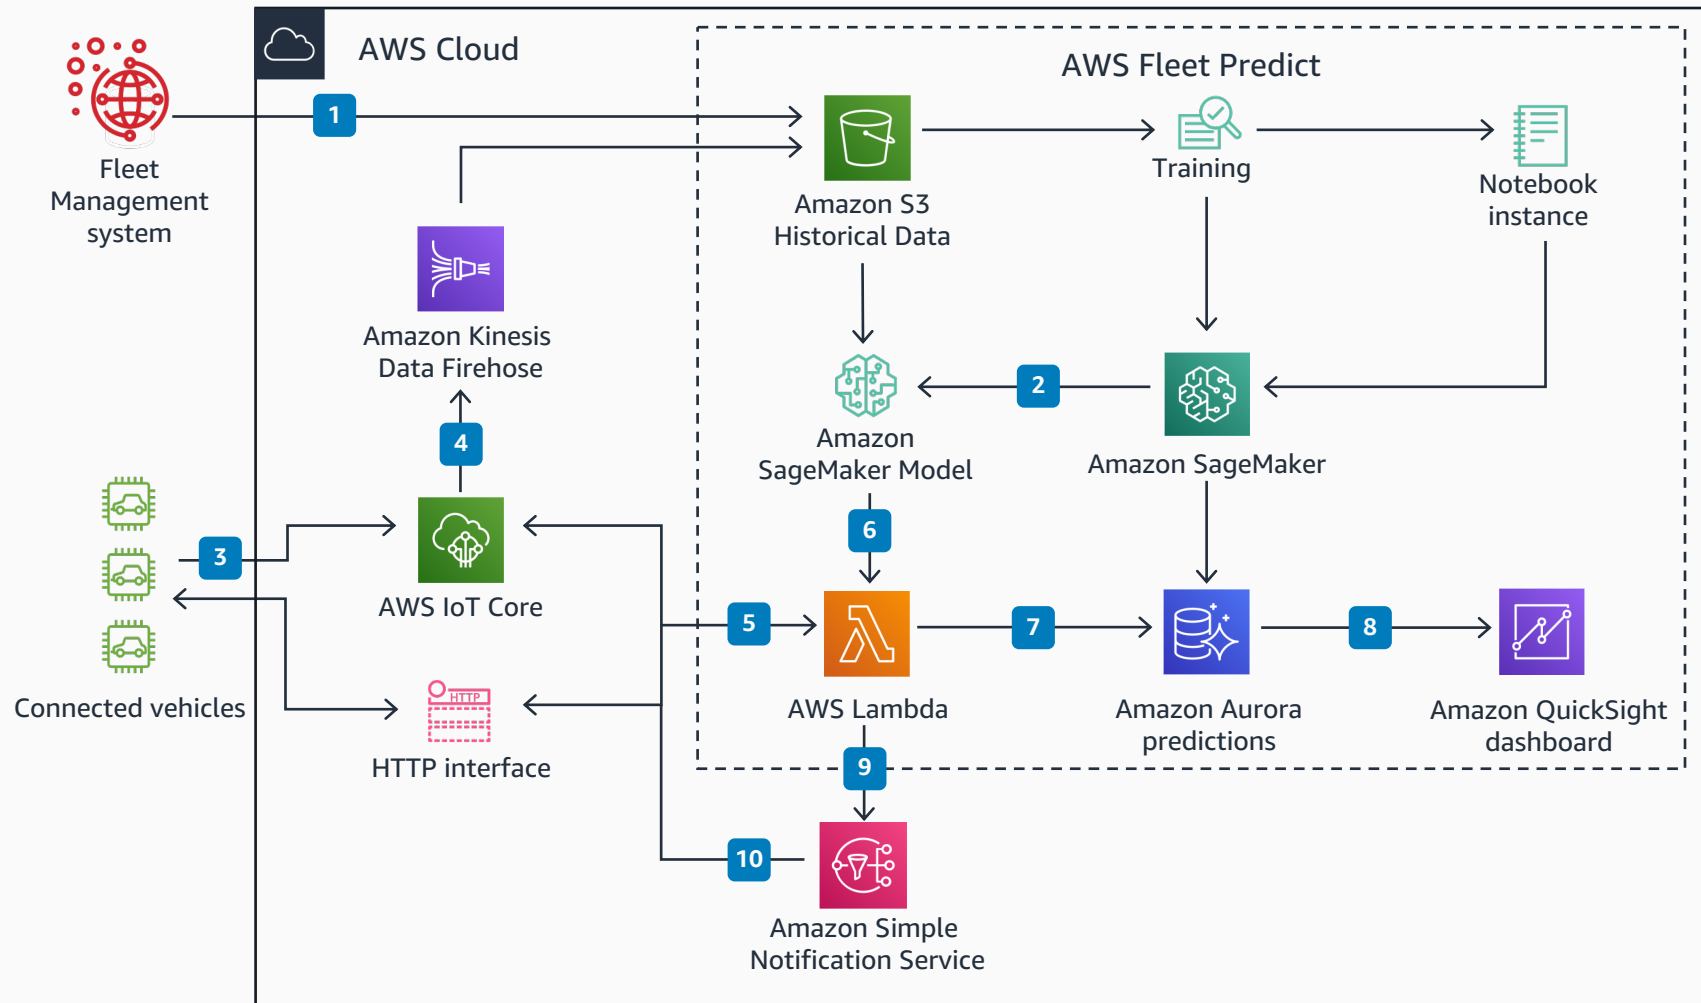 AWS Cloud
AWS Fleet Predict
1
Fleet
Management
system
Amazon S3
Historical Data
Training
Notebook
instance
Amazon Kinesis
Data Firehose
2
4
Amazon
SageMaker Model
Amazon SageMaker
3
6
AWS IoT Core
5
7
8
Connected vehicles
HTTP
HTTP interface
AWS Lambda
Amazon Aurora
predictions
Amazon QuickSight
dashboard
9
10
Amazon Simple
Notification Service